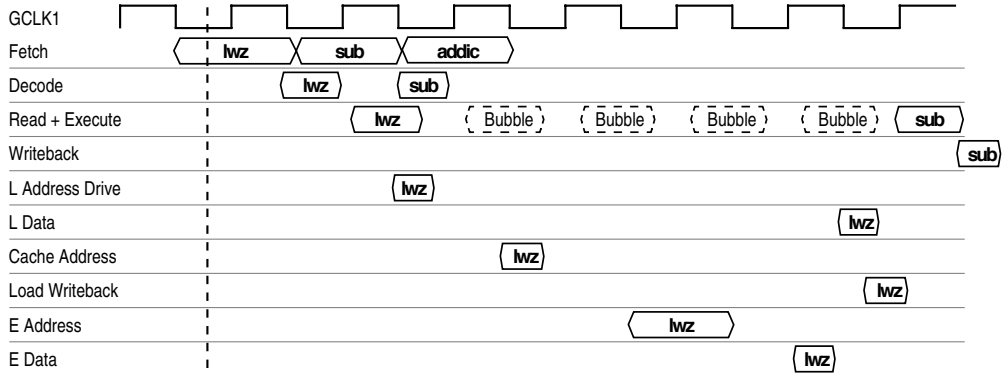 GCLK1
Fetch lwz sub addic
Decode lwz sub
Read + Execute lwz Bubble Bubble Bubble Bubble sub
Writeback sub
L Address Drive lwz
L Data lwz
Cache Address lwz
Load Writeback lwz
E Address lwz
E Data lwz